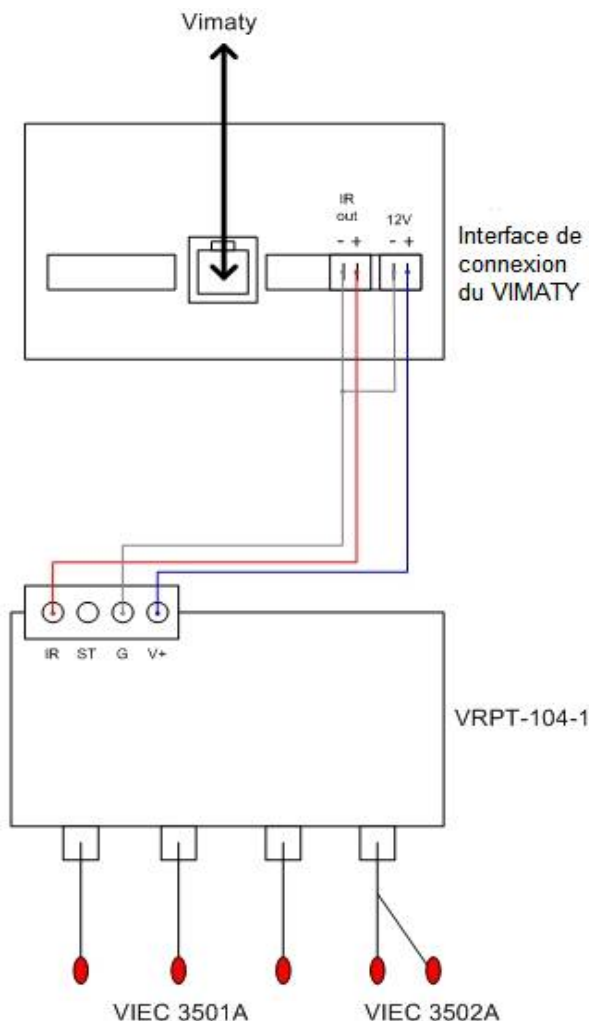 Vimaty
IR
out
12V
- +
- +
Interface de
connexion
du VIMATY
IR ST G V+
VRPT-104-1
VIEC 3501A
VIEC 3502A